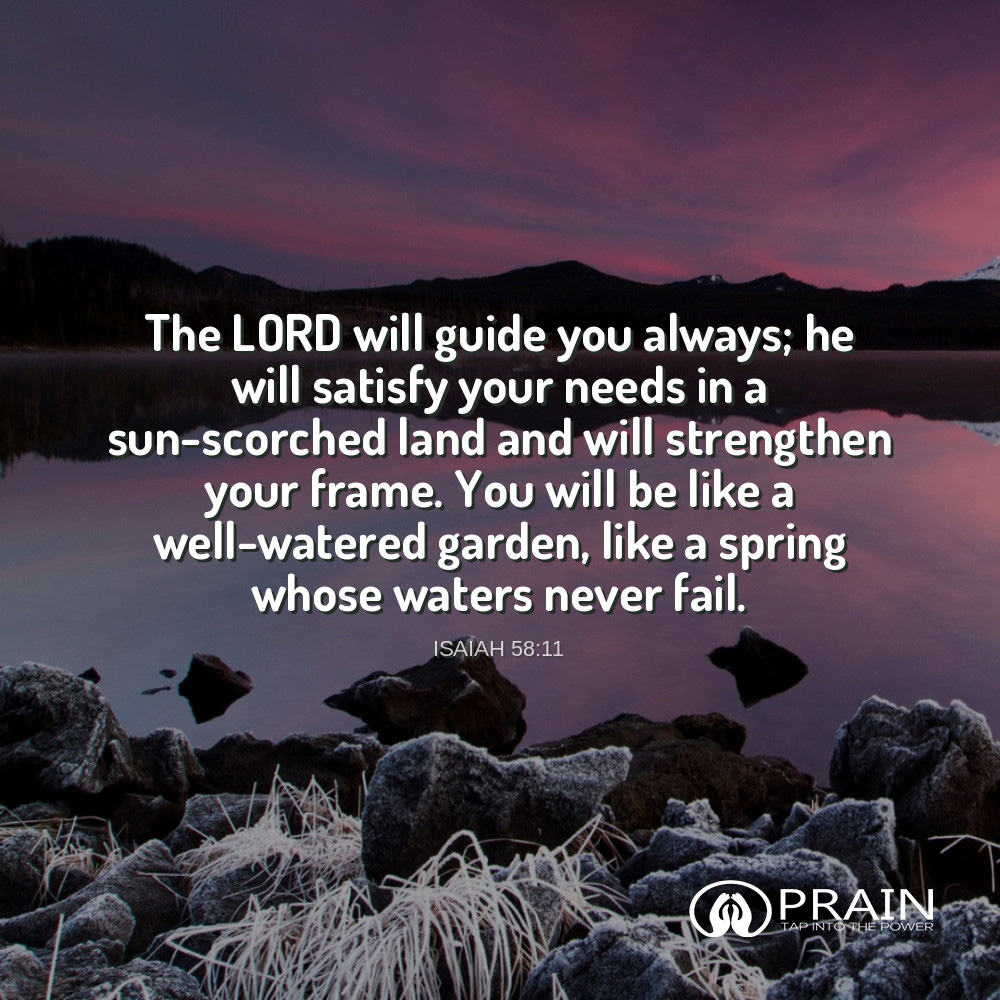 The LORD will guide you always; he
will satisfy your needs in a
sun-scorched land and will strengthen
your frame. You will be like a
well-watered garden, like a spring
whose waters never fail.
ISAIAH 58:11
PRAIN
TAP INTO THE POWER